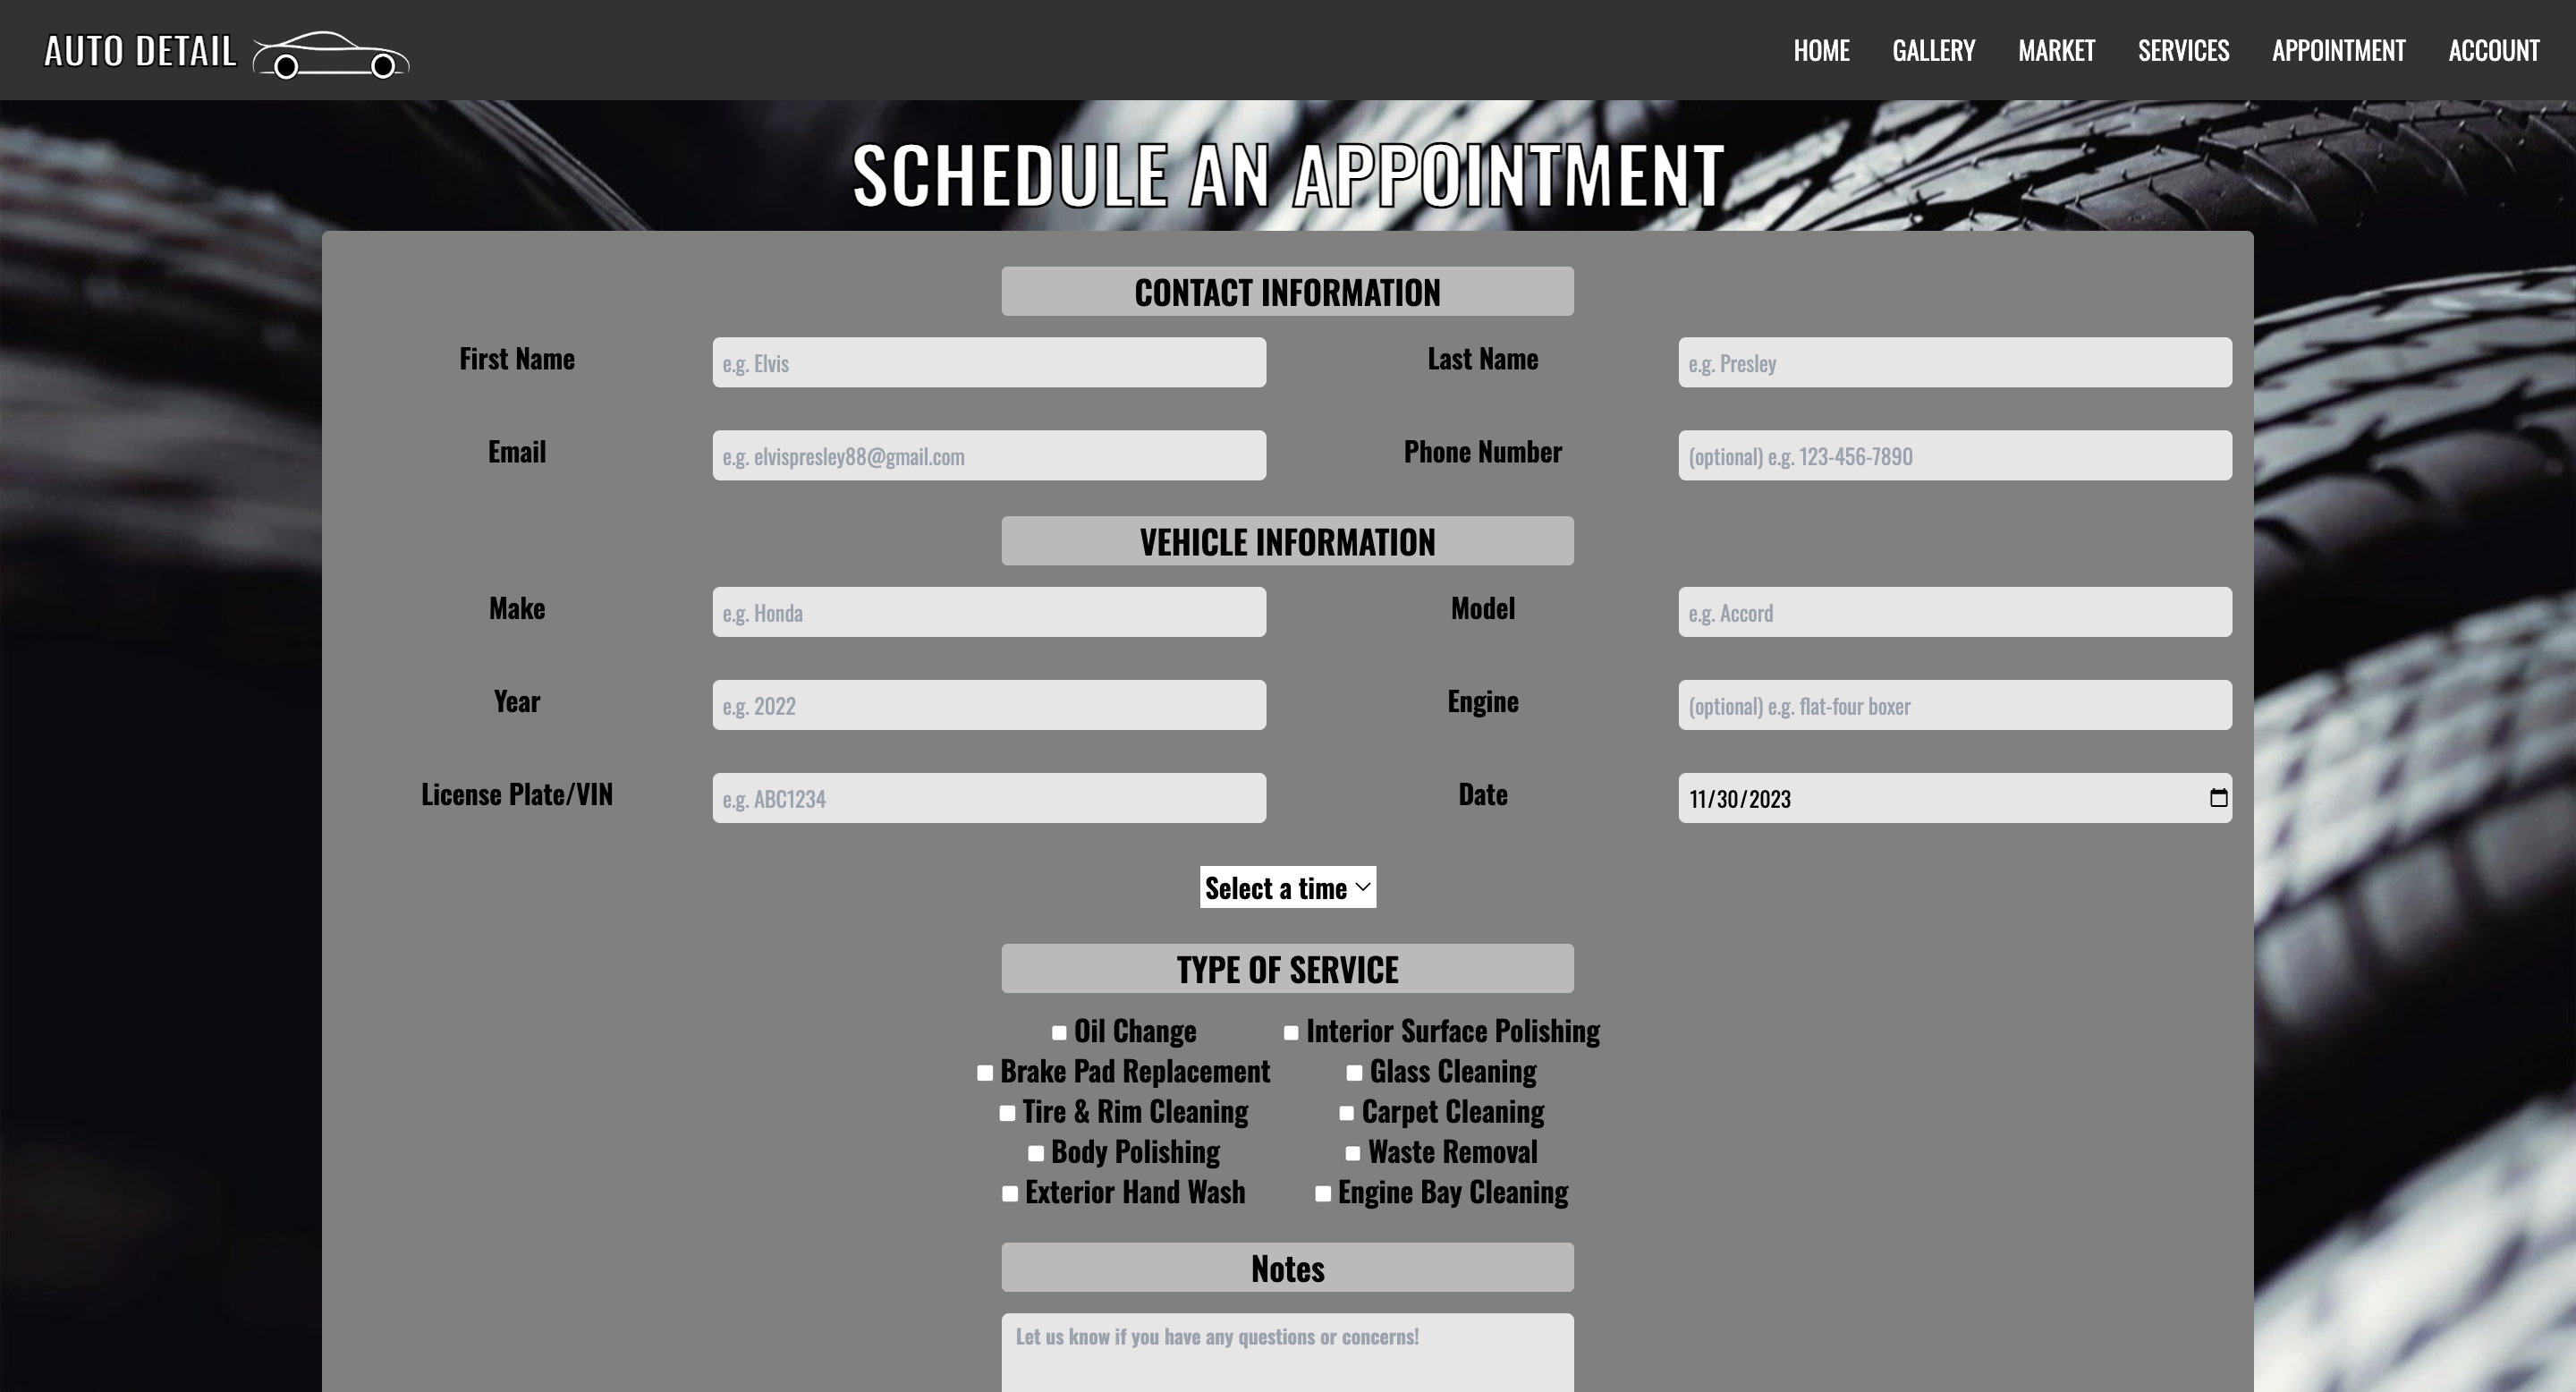 AUTO DETAIL
HOME GALLERY MARKET SERVICES APPOINTMENT ACCOUNT
SCHEDULE AN APPOINTMENT
CONTACT INFORMATION
First Name e.g. Elvis Last Name e.g. Presley
Email e.g. elvispresley88@gmail.com Phone Number (optional) e.g. 123-456-7890
VEHICLE INFORMATION
Make e.g. Honda Model e.g. Accord
Year e.g. 2022 Engine (optional) e.g. flat-four boxer
License Plate/VIN e.g. ABC1234 Date 11/30/2023
Select a time
TYPE OF SERVICE
Oil Change Interior Surface Polishing
Brake Pad Replacement Glass Cleaning
Tire & Rim Cleaning Carpet Cleaning
Body Polishing Waste Removal
Exterior Hand Wash Engine Bay Cleaning
Notes
Let us know if you have any questions or concerns!